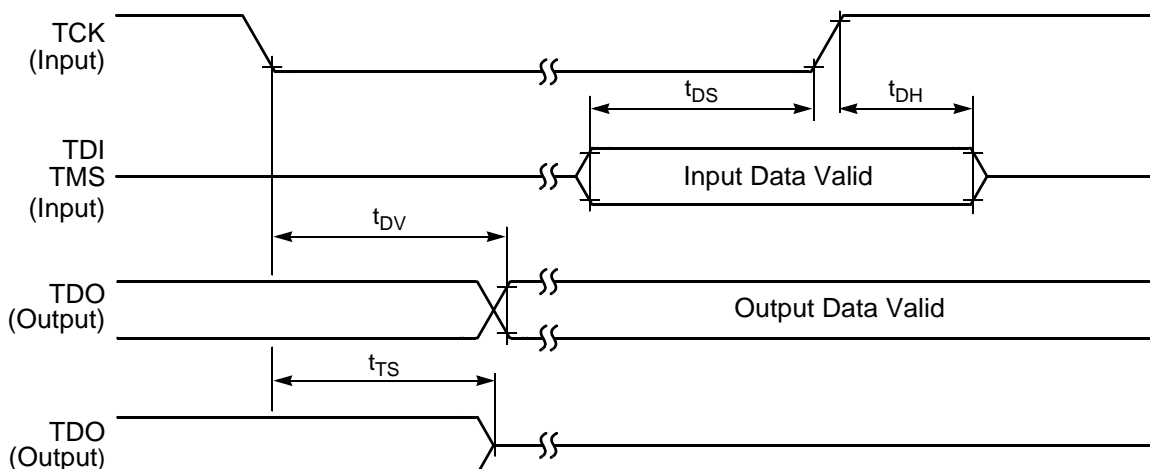 TCK
(Input)
tDS
tDH
TDI
TMS
(Input)
Input Data Valid
tDV
TDO
(Output)
Output Data Valid
tTS
TDO
(Output)